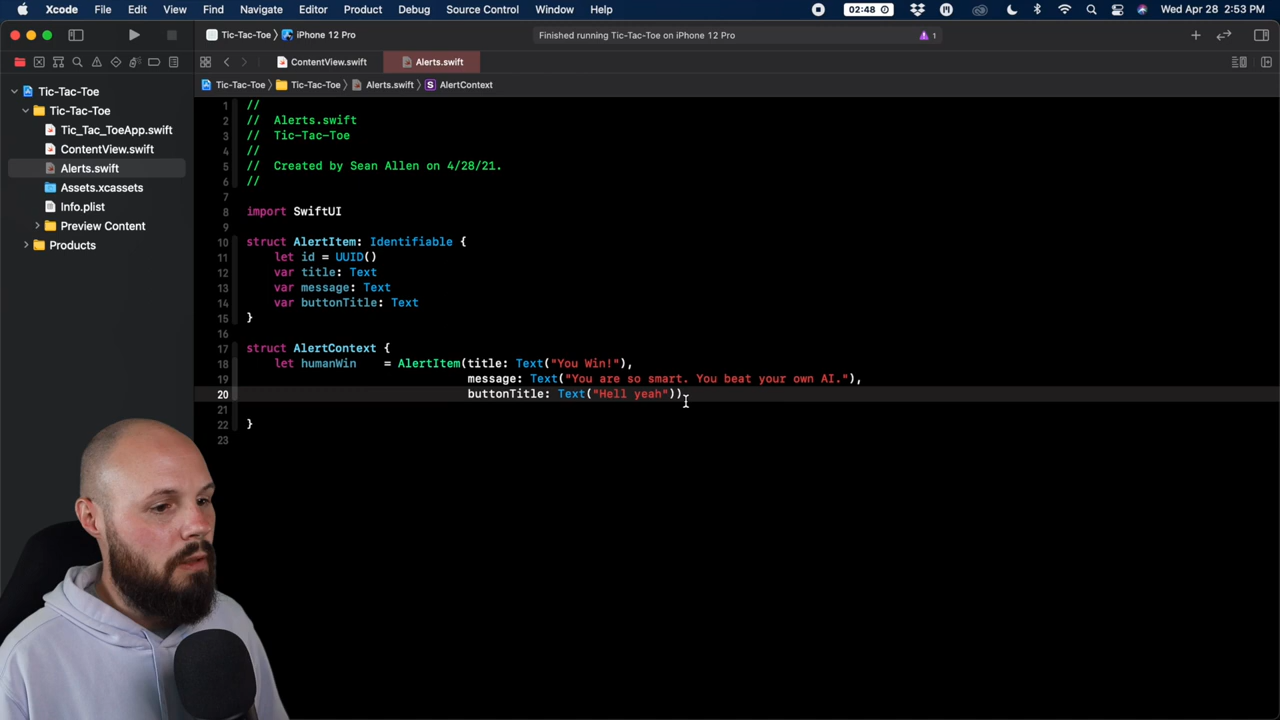 Xcode File Edit View Find Navigate Editor Product Debug Source Control Window Help 02:48 Wed Apr 28 2:53 PM
Tic-Tac-Toe iPhone 12 Pro Finished running Tic-Tac-Toe on iPhone 12 Pro 1
ContentView.swift Alerts.swift
Tic-Tac-Toe Tic-Tac-Toe Alerts.swift S AlertContext
Tic-Tac-Toe
Tic-Tac-Toe
Tic_Tac_ToeApp.swift
ContentView.swift
Alerts.swift
Assets.xcassets
Info.plist
Preview Content
Products
1 //
2 // Alerts.swift
3 // Tic-Tac-Toe
4 //
5 // Created by Sean Allen on 4/28/21.
6 //
7
8 import SwiftUI
9
10 struct AlertItem: Identifiable {
11 let id = UUID()
12 var title: Text
13 var message: Text
14 var buttonTitle: Text
15 }
16
17 struct AlertContext {
18 let humanWin = AlertItem(title: Text("You Win!"),
19 message: Text("You are so smart. You beat your own AI."),
20 buttonTitle: Text("Hell yeah"))
21
22 }
23